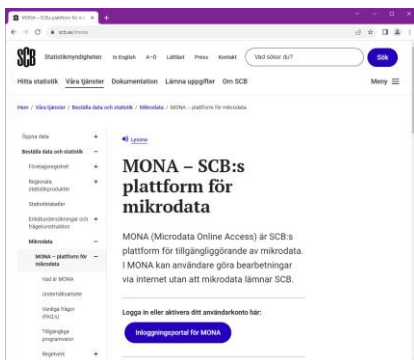 MONA – SCB:s plattform för m
scb.se/mona
SCB Statistikmyndigheten In English A–Ö Lättläst Press Kontakt Vad söker du? Sök
Hitta statistik Våra tjänster Dokumentation Lämna uppgifter Om SCB Meny
Hem / Våra tjänster / Beställa data och statistik / Mikrodata / MONA – plattform för mikrodata
Öppna data
Beställa data och statistik
Företagsregistret
Regionala
statistikprodukter
Statistiktabeller
Enkätundersökningar och
frågekonstruktion
Mikrodata
MONA – plattform för
mikrodata
Vad är MONA
Underhållsarbete
Vanliga frågor
(FAQ:s)
Tillgängliga
programvaror
Regelverk
Lyssna
MONA – SCB:s
plattform för
mikrodata
MONA (Microdata Online Access) är SCB:s
plattform för tillgängliggörande av mikrodata.
I MONA kan användare göra bearbetningar
via internet utan att mikrodata lämnar SCB.
Logga in eller aktivera ditt användarkonto här:
Inloggningsportal för MONA